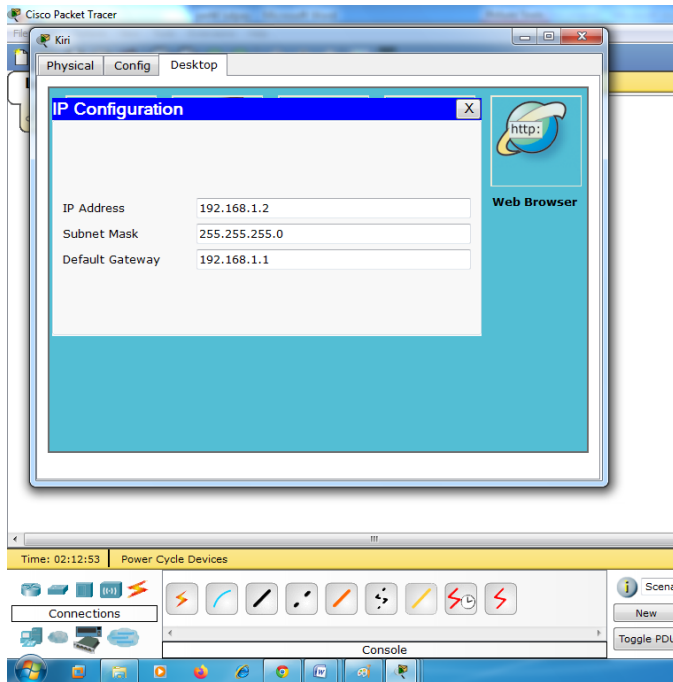 Cisco Packet Tracer
Kiri
Physical Config Desktop
IP Configuration X
http:
IP Address 192.168.1.2
Web Browser
Subnet Mask 255.255.255.0
Default Gateway 192.168.1.1
Time: 02:12:53 Power Cycle Devices
Connections
Scena
New
Toggle PDU
Console